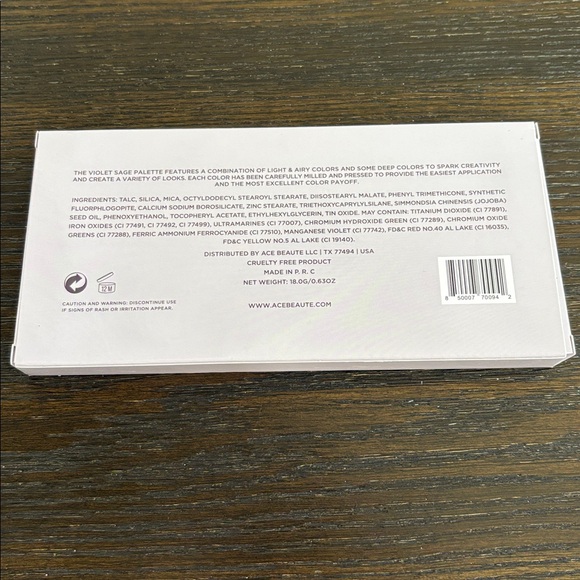 THE VIOLET SAGE PALETTE FEATURES A COMBINATION OF LIGHT & AIRY COLORS AND SOME DEEP COLORS TO SPARK CREATIVITY
AND CREATE A VARIETY OF LOOKS. EACH COLOR HAS BEEN CAREFULLY MILLED AND PRESSED TO PROVIDE THE EASIEST APPLICATION
AND THE MOST EXCELLENT COLOR PAYOFF.
INGREDIENTS: TALC, SILICA, MICA, OCTYLDODECYL STEAROYL STEARATE, DIISOSTEARYL MALATE, PHENYL TRIMETHICONE, SYNTHETIC
FLUORPHLOGOPITE, CALCIUM SODIUM BOROSILICATE, ZINC STEARATE, TRIETHOXYCAPRYLYLSILANE, SIMMONDSIA CHINENSIS (JOJOBA)
SEED OIL, PHENOXYETHANOL, TOCOPHERYL ACETATE, ETHYLHEXYLGLYCERIN, TIN OXIDE. MAY CONTAIN: TITANIUM DIOXIDE (CI 77891),
IRON OXIDES (CI 77491, CI 77492, CI 77499), ULTRAMARINES (CI 77007), CHROMIUM HYDROXIDE GREEN (CI 77289), CHROMIUM OXIDE
GREENS (CI 77288), FERRIC AMMONIUM FERROCYANIDE (CI 77510), MANGANESE VIOLET (CI 77742), FD&C RED NO.40 AL LAKE (CI 16035),
FD&C YELLOW NO.5 AL LAKE (CI 19140).
DISTRIBUTED BY ACE BEAUTE LLC | TX 77494 | USA
CRUELTY FREE PRODUCT
MADE IN P. R. C
NET WEIGHT: 18.0G/0.63OZ
WWW.ACEBEAUTE.COM
12 M
CAUTION AND WARNING: DISCONTINUE USE
IF SIGNS OF RASH OR IRRITATION APPEAR.
8 50007 70094 2